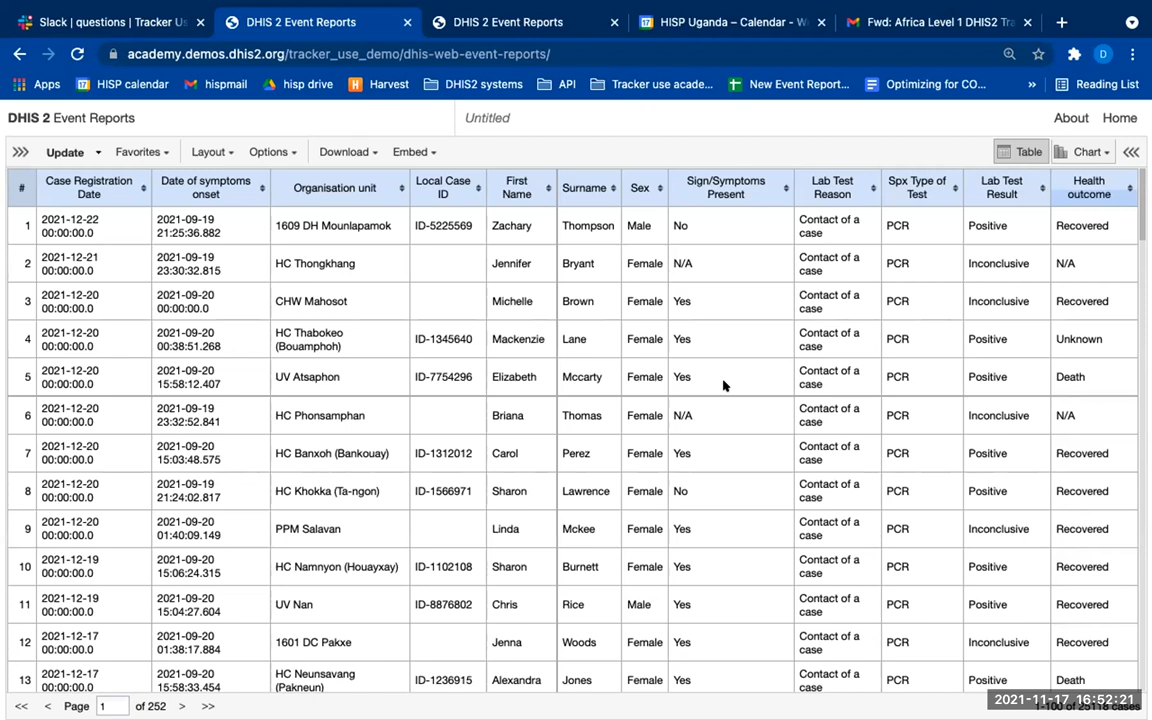 Slack | questions | Tracker Us
DHIS 2 Event Reports
DHIS 2 Event Reports
HISP Uganda – Calendar - W
Fwd: Africa Level 1 DHIS2 Tra
academy.demos.dhis2.org/tracker_use_demo/dhis-web-event-reports/
D
Apps
17 HISP calendar
hispmail
hisp drive
H Harvest
DHIS2 systems
API
Tracker use acade...
New Event Report...
Optimizing for CO...
»
Reading List
DHIS 2 Event Reports
Untitled
About Home
Update Favorites Layout Options Download Embed Table Chart
# Case Registration Date Date of symptoms onset Organisation unit Local Case ID First Name Surname Sex Sign/Symptoms Present Lab Test Reason Spx Type of Test Lab Test Result Health outcome
1 2021-12-22 00:00:00.0 2021-09-19 21:25:36.882 1609 DH Mounlapamok ID-5225569 Zachary Thompson Male No Contact of a case PCR Positive Recovered
2 2021-12-21 00:00:00.0 2021-09-19 23:30:32.815 HC Thongkhang Jennifer Bryant Female N/A Contact of a case PCR Inconclusive N/A
3 2021-12-20 00:00:00.0 2021-09-20 00:00:00.0 CHW Mahosot Michelle Brown Female Yes Contact of a case PCR Inconclusive Recovered
4 2021-12-20 00:00:00.0 2021-09-20 00:38:51.268 HC Thabokeo (Bouamphoh) ID-1345640 Mackenzie Lane Female Yes Contact of a case PCR Positive Unknown
5 2021-12-20 00:00:00.0 2021-09-20 15:58:12.407 UV Atsaphon ID-7754296 Elizabeth Mccarty Female Yes Contact of a case PCR Positive Death
6 2021-12-20 00:00:00.0 2021-09-19 23:32:52.841 HC Phonsamphan Briana Thomas Female N/A Contact of a case PCR Inconclusive N/A
7 2021-12-20 00:00:00.0 2021-09-20 15:03:48.575 HC Banxoh (Bankouay) ID-1312012 Carol Perez Female Yes Contact of a case PCR Positive Recovered
8 2021-12-20 00:00:00.0 2021-09-19 21:24:02.817 HC Khokka (Ta-ngon) ID-1566971 Sharon Lawrence Female No Contact of a case PCR Positive Recovered
9 2021-12-20 00:00:00.0 2021-09-20 01:40:09.149 PPM Salavan Linda Mckee Female Yes Contact of a case PCR Inconclusive Recovered
10 2021-12-19 00:00:00.0 2021-09-20 15:06:24.315 HC Namnyon (Houayxay) ID-1102108 Sharon Burnett Female Yes Contact of a case PCR Positive Recovered
11 2021-12-19 00:00:00.0 2021-09-20 15:04:27.604 UV Nan ID-8876802 Chris Rice Male Yes Contact of a case PCR Positive Recovered
12 2021-12-17 00:00:00.0 2021-09-20 01:38:17.884 1601 DC Pakxe Jenna Woods Female Yes Contact of a case PCR Inconclusive Recovered
13 2021-12-17 00:00:00.0 2021-09-20 15:58:33.454 HC Neunsavang (Pakneun) ID-1236915 Alexandra Jones Female Yes Contact of a case PCR Positive Death
<< < Page 1 of 252 > >>
2021-11-17 16:52:21
1-100 of 25118 cases